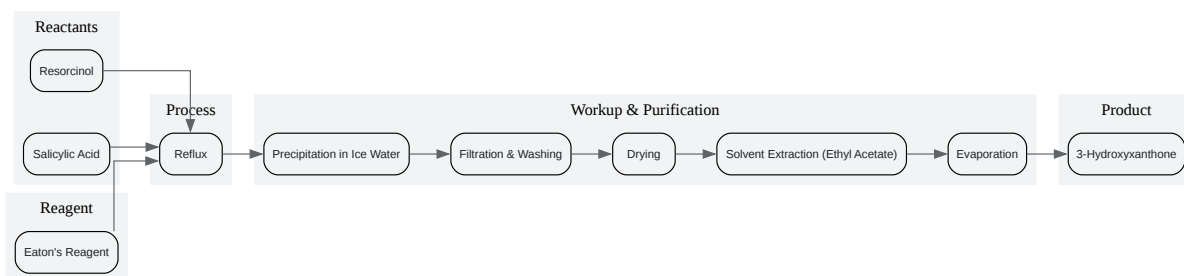 Reactants
Resorcinol
Process
Workup & Purification
Product
Salicylic Acid
Reflux
Precipitation in Ice Water
Filtration & Washing
Drying
Solvent Extraction (Ethyl Acetate)
Evaporation
3-Hydroxyxanthone
Reagent
Eaton's Reagent